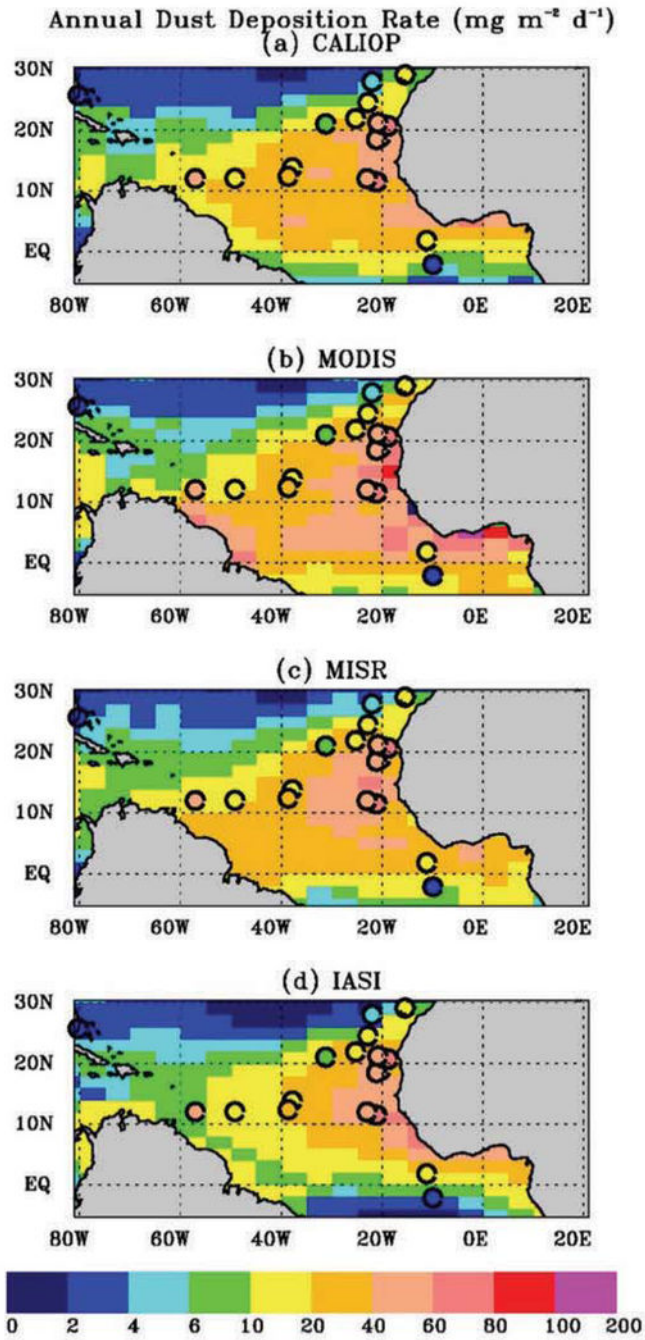 Annual Dust Deposition Rate (mg m⁻² d⁻¹)
(a) CALIOP
30N
20N
10N
EQ
80W 60W 40W 20W 0E 20E
(b) MODIS
30N
20N
10N
EQ
80W 60W 40W 20W 0E 20E
(c) MISR
30N
20N
10N
EQ
80W 60W 40W 20W 0E 20E
(d) IASI
30N
20N
10N
EQ
80W 60W 40W 20W 0E 20E
0 2 4 6 10 20 40 60 80 100 200